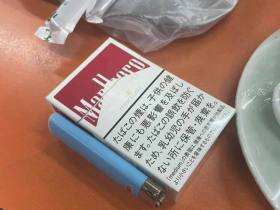 Marlboro
たばこの煙は、子供の健
康にも悪影響を及ぼし
ます。たばこの誤飲を防ぐ
ため、乳幼児の手が届か
ない所に保管・廃棄を。